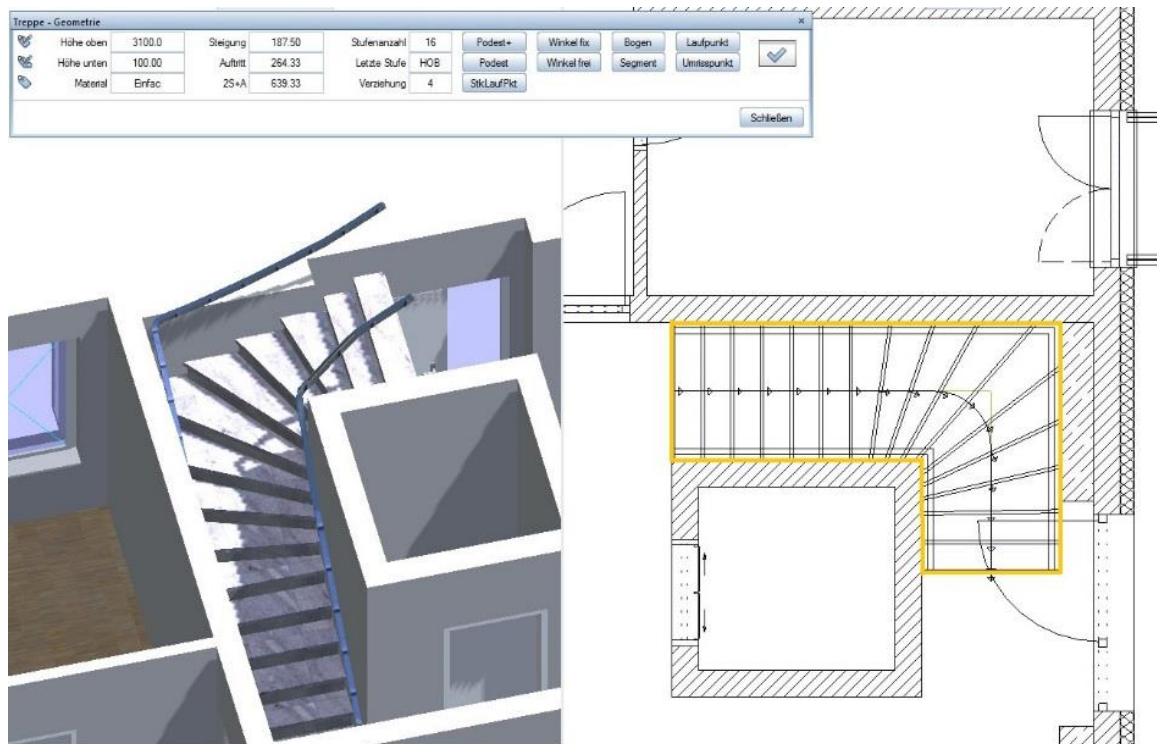 Treppe - Geometrie
Höhe oben 3100.0 Steigung 187.50 Stufenanzahl 16 Podest+ Winkel fix Bogen Laufpunkt
Höhe unten 100.00 Auftritt 264.33 Letzte Stufe HOB Podest Winkel frei Segment Umrisspunkt
Material Einfac 2S+A 639.33 Verziehung 4 StkLaufPkt
Schließen